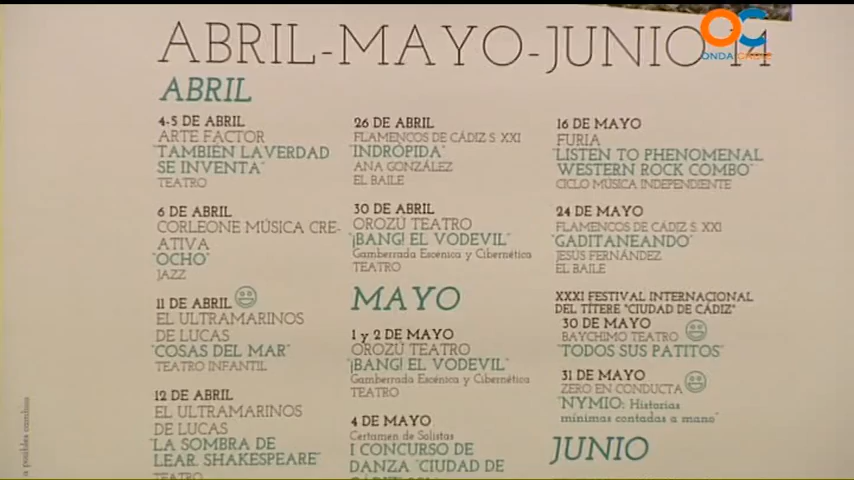 ABRIL-MAYO-JUNIO 14
OC
ONDA CÁDIZ
ABRIL
4-5 DE ABRIL
ARTE FACTOR
"TAMBIÉN LA VERDAD
SE INVENTA"
TEATRO
6 DE ABRIL
CORLEONE MÚSICA CRE-
ATIVA
"OCHO"
JAZZ
11 DE ABRIL
EL ULTRAMARINOS
DE LUCAS
"COSAS DEL MAR"
TEATRO INFANTIL
12 DE ABRIL
EL ULTRAMARINOS
DE LUCAS
"LA SOMBRA DE
LEAR. SHAKESPEARE"
TEATRO
26 DE ABRIL
FLAMENCOS DE CÁDIZ S. XXI
"INDRÓPIDA"
ANA GONZÁLEZ
EL BAILE
30 DE ABRIL
OROZÚ TEATRO
"¡BANG! EL VODEVIL"
Gamberrada Escénica y Cibernética
TEATRO
MAYO
1 y 2 DE MAYO
OROZÚ TEATRO
"¡BANG! EL VODEVIL"
Gamberrada Escénica y Cibernética
TEATRO
4 DE MAYO
Certamen de Solistas
I CONCURSO DE
DANZA "CIUDAD DE
16 DE MAYO
FURIA
"LISTEN TO PHENOMENAL
WESTERN ROCK COMBO"
CICLO MÚSICA INDEPENDIENTE
24 DE MAYO
FLAMENCOS DE CÁDIZ S. XXI
"GADITANEANDO"
JESÚS FERNÁNDEZ
EL BAILE
XXXI FESTIVAL INTERNACIONAL
DEL TÍTERE "CIUDAD DE CÁDIZ"
30 DE MAYO
BAYCHIMO TEATRO
"TODOS SUS PATITOS"
31 DE MAYO
ZERO EN CONDUCTA
"NYMIO: Historias
mínimas contadas a mano"
JUNIO
a posibles cambios